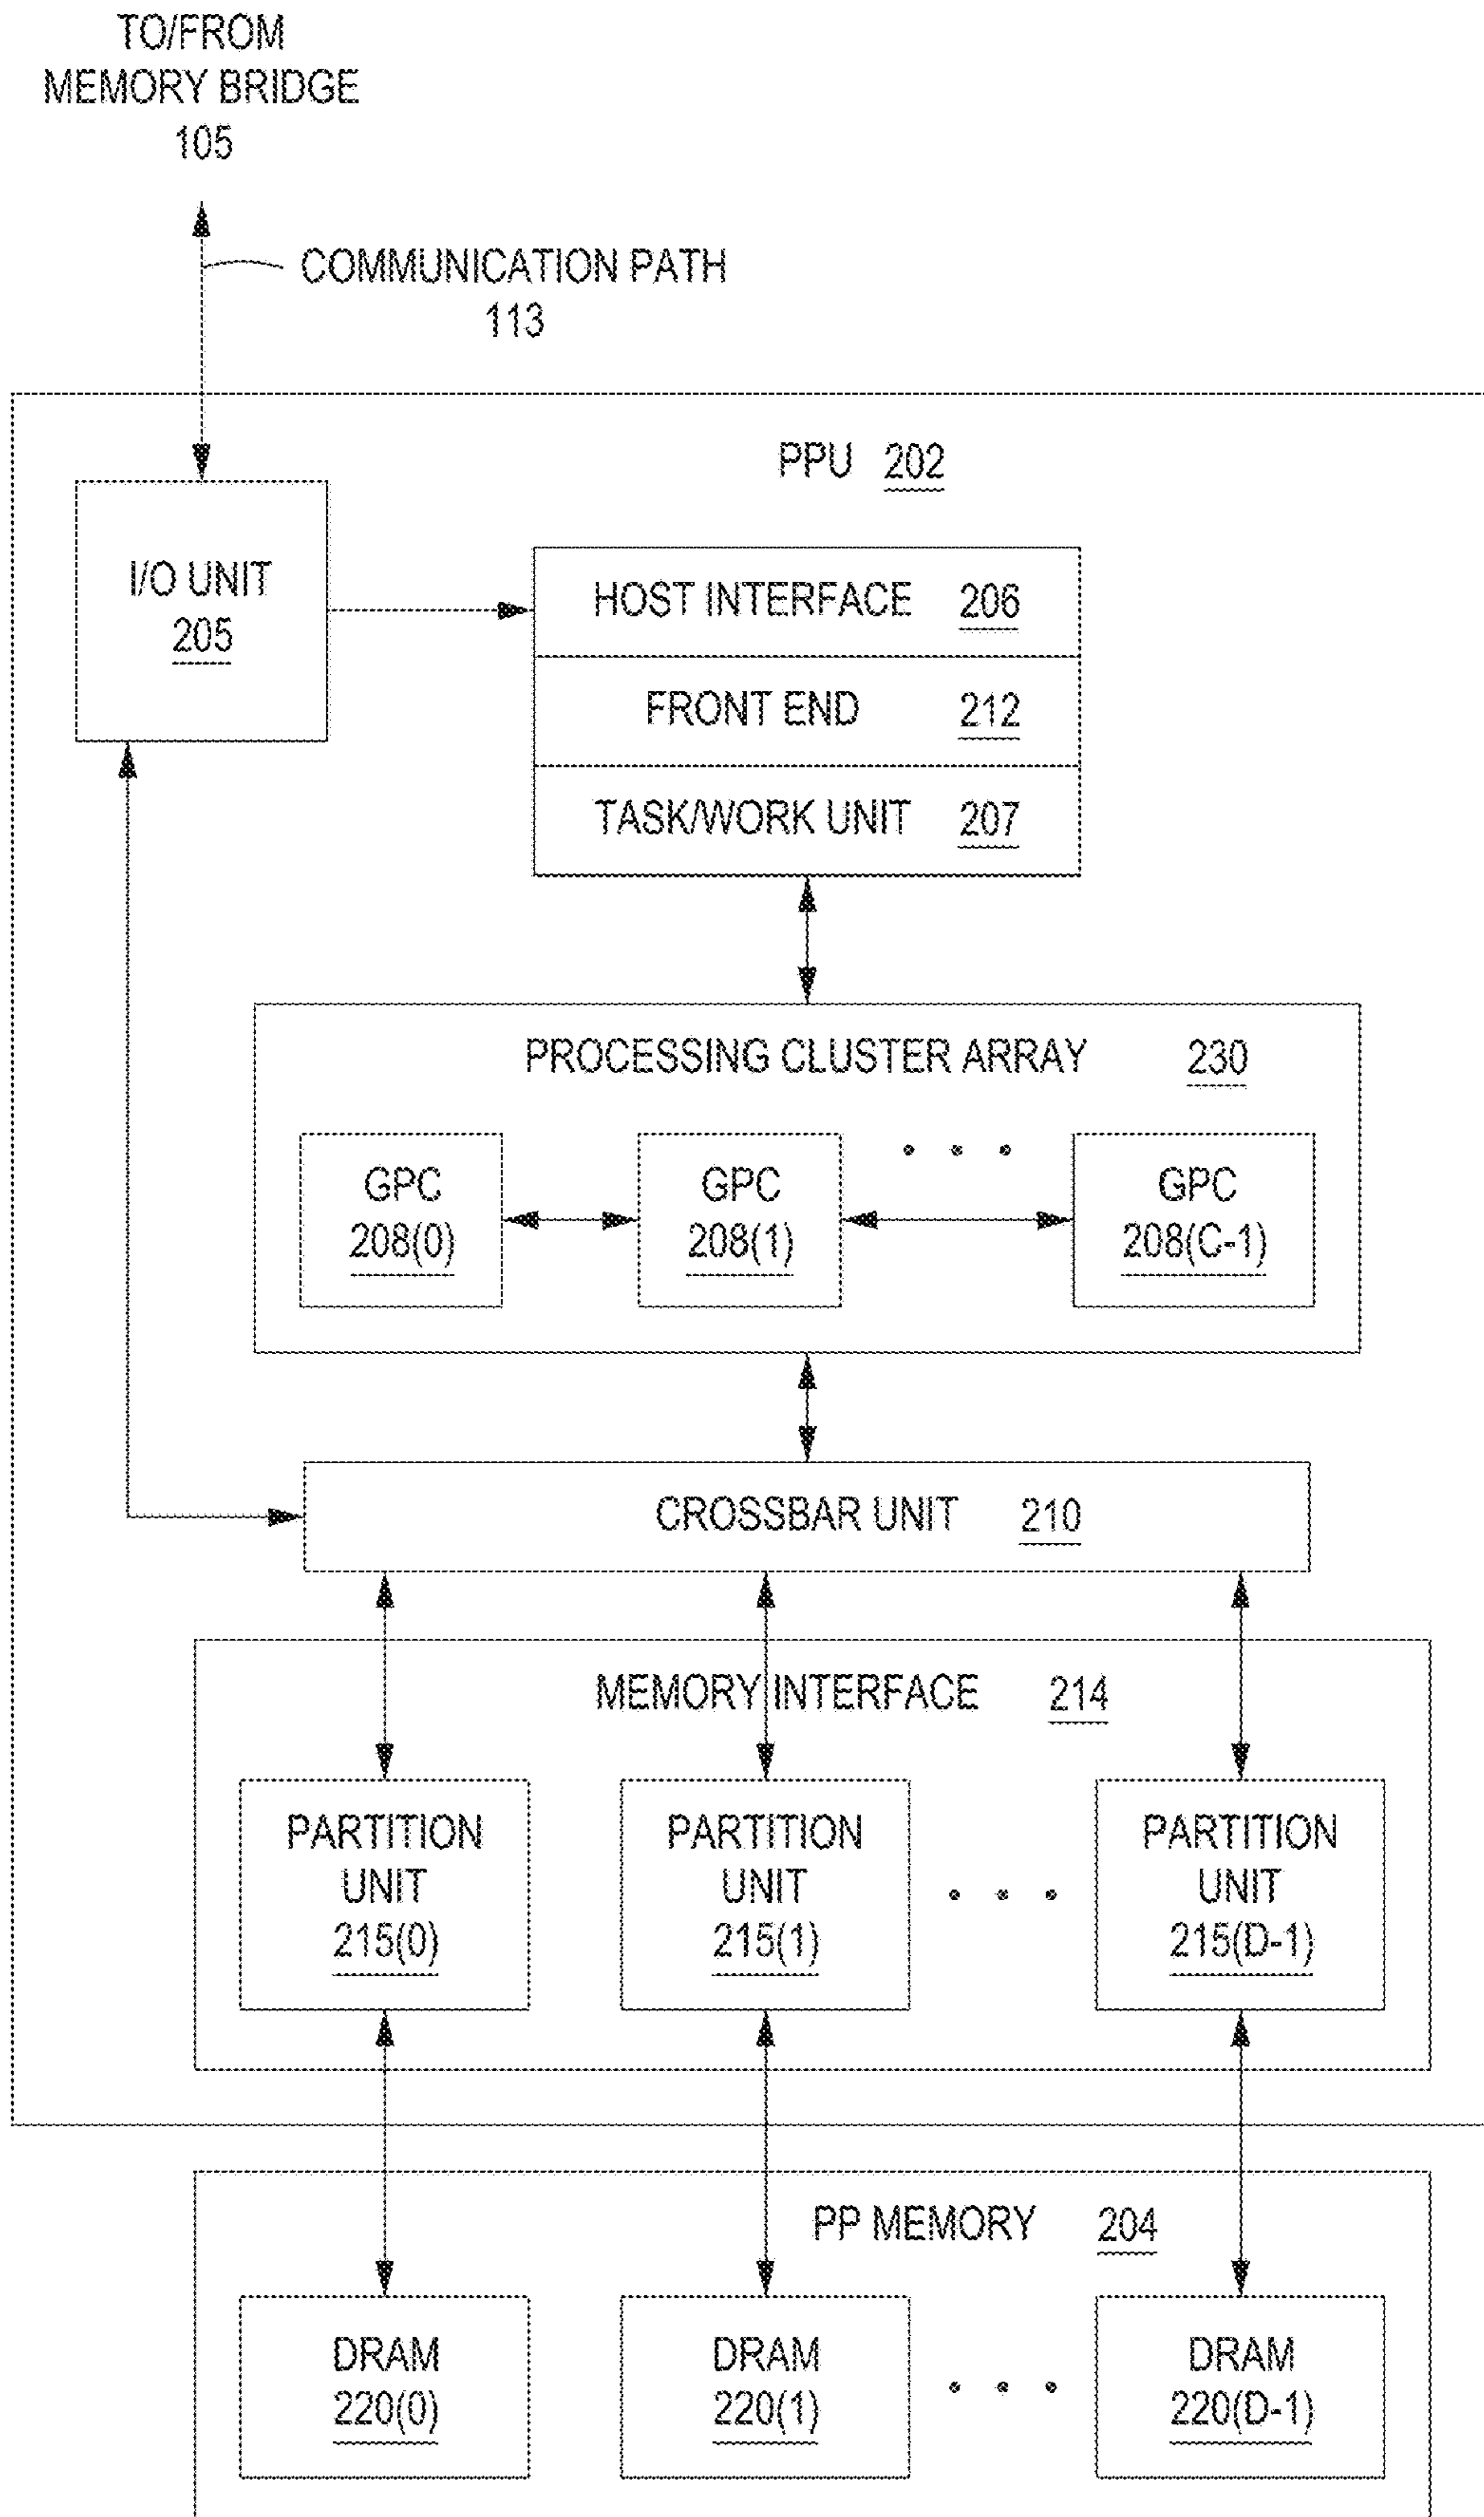 TO/FROM
MEMORY BRIDGE
105
COMMUNICATION PATH
113
PPU 202
I/O UNIT
205
HOST INTERFACE 206
FRONT END 212
TASK/WORK UNIT 207
PROCESSING CLUSTER ARRAY 230
GPC
208(0)
GPC
208(1)
. . .
GPC
208(C-1)
CROSSBAR UNIT 210
MEMORY INTERFACE 214
PARTITION
UNIT
215(0)
PARTITION
UNIT
215(1)
. . .
PARTITION
UNIT
215(D-1)
PP MEMORY 204
DRAM
220(0)
DRAM
220(1)
. . .
DRAM
220(D-1)